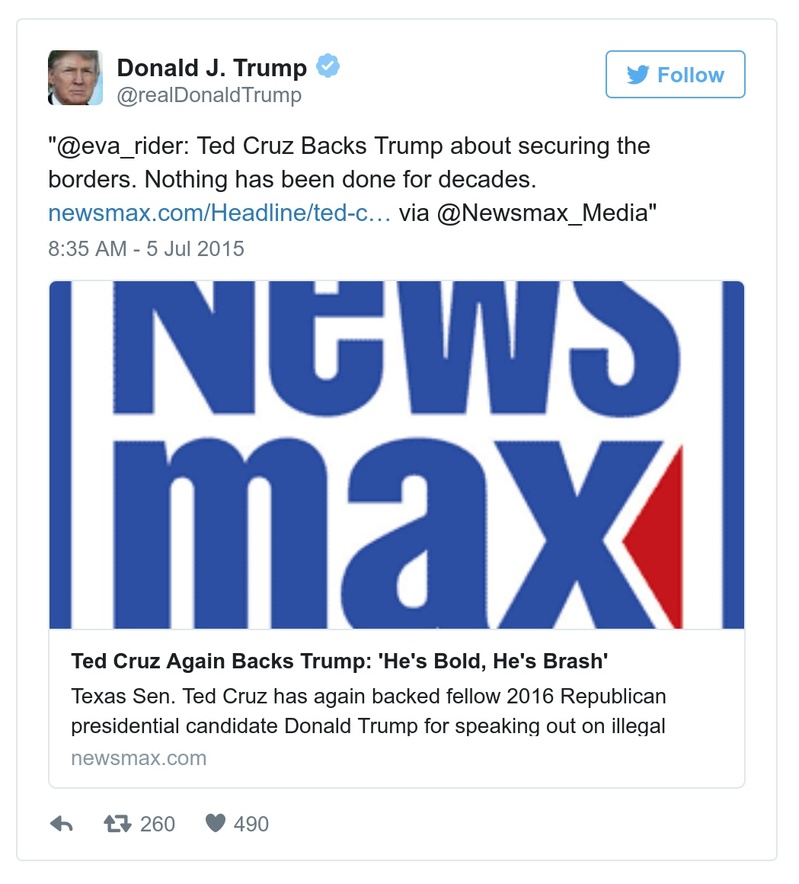 Donald J. Trump
@realDonaldTrump
Follow
"@eva_rider: Ted Cruz Backs Trump about securing the
borders. Nothing has been done for decades.
newsmax.com/Headline/ted-c… via @Newsmax_Media"
8:35 AM - 5 Jul 2015
News
max
Ted Cruz Again Backs Trump: 'He's Bold, He's Brash'
Texas Sen. Ted Cruz has again backed fellow 2016 Republican
presidential candidate Donald Trump for speaking out on illegal
newsmax.com
260 490